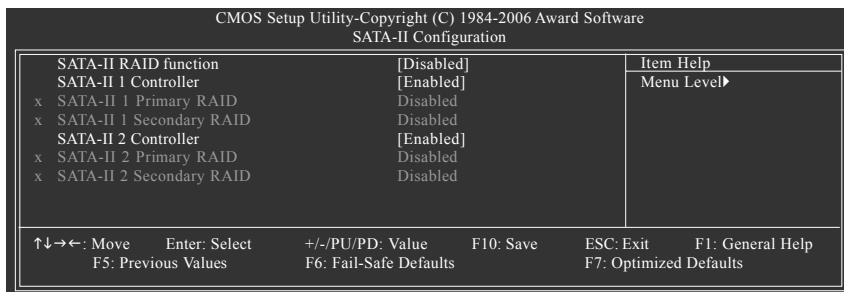 CMOS Setup Utility-Copyright (C) 1984-2006 Award Software
SATA-II Configuration
SATA-II RAID function [Disabled] Item Help
SATA-II 1 Controller [Enabled] Menu Level▶
x SATA-II 1 Primary RAID Disabled
x SATA-II 1 Secondary RAID Disabled
SATA-II 2 Controller [Enabled]
x SATA-II 2 Primary RAID Disabled
x SATA-II 2 Secondary RAID Disabled
↑↓→←: Move Enter: Select +/-/PU/PD: Value F10: Save ESC: Exit F1: General Help
F5: Previous Values F6: Fail-Safe Defaults F7: Optimized Defaults